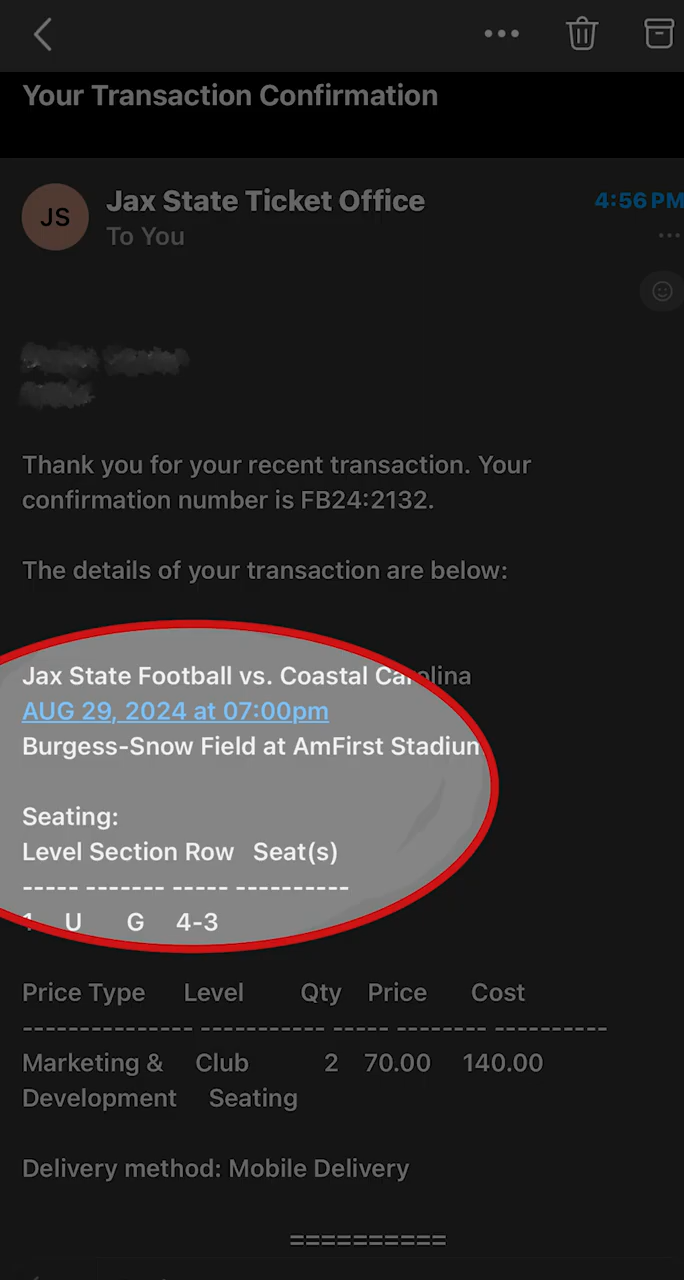 Your Transaction Confirmation
JS
Jax State Ticket Office
4:56 PM
To You
Thank you for your recent transaction. Your
confirmation number is FB24:2132.
The details of your transaction are below:
Jax State Football vs. Coastal Carolina
AUG 29, 2024 at 07:00pm
Burgess-Snow Field at AmFirst Stadium
Seating:
Level Section Row Seat(s)
----- ------- ----- ----------
1 U G 4-3
Price Type Level Qty Price Cost
--------------- ----------- ----- -------- ----------
Marketing & Club 2 70.00 140.00
Development Seating
Delivery method: Mobile Delivery
==========